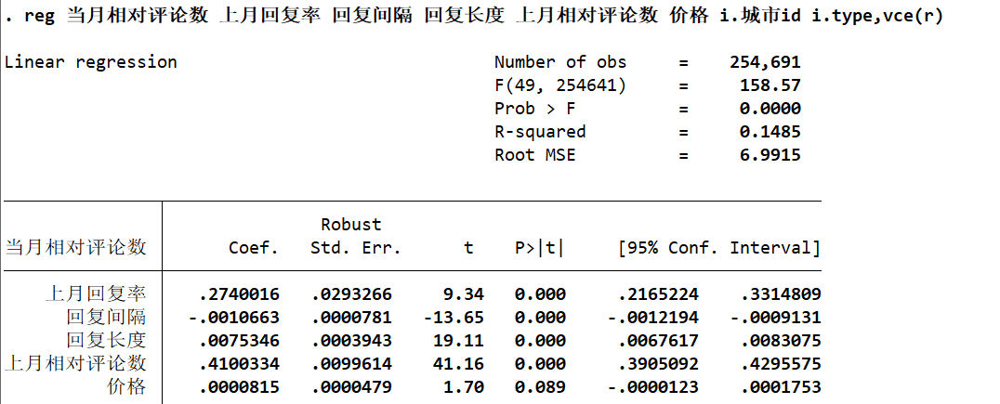 . reg 当月相对评论数 上月回复率 回复间隔 回复长度 上月相对评论数 价格 i.城市id i.type,vce(r)
Linear regression Number of obs = 254,691
F(49, 254641) = 158.57
Prob > F = 0.0000
R-squared = 0.1485
Root MSE = 6.9915
Robust
当月相对评论数 Coef. Std. Err. t P>|t| [95% Conf. Interval]
上月回复率 .2740016 .0293266 9.34 0.000 .2165224 .3314809
回复间隔 -.0010663 .0000781 -13.65 0.000 -.0012194 -.0009131
回复长度 .0075346 .0003943 19.11 0.000 .0067617 .0083075
上月相对评论数 .4100334 .0099614 41.16 0.000 .3905092 .4295575
价格 .0000815 .0000479 1.70 0.089 -.0000123 .0001753